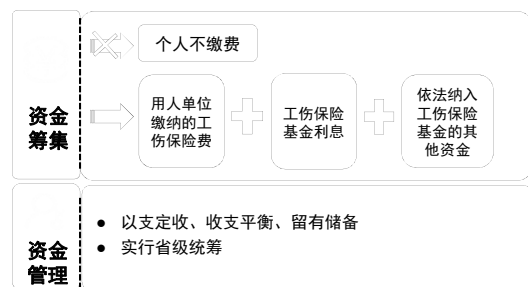 个人不缴费
资金
筹集
用人单位
缴纳的工
伤保险费
工伤保险
基金利息
依法纳入
工伤保险
基金的其
他资金
资金
管理
● 以支定收、收支平衡、留有储备
● 实行省级统筹